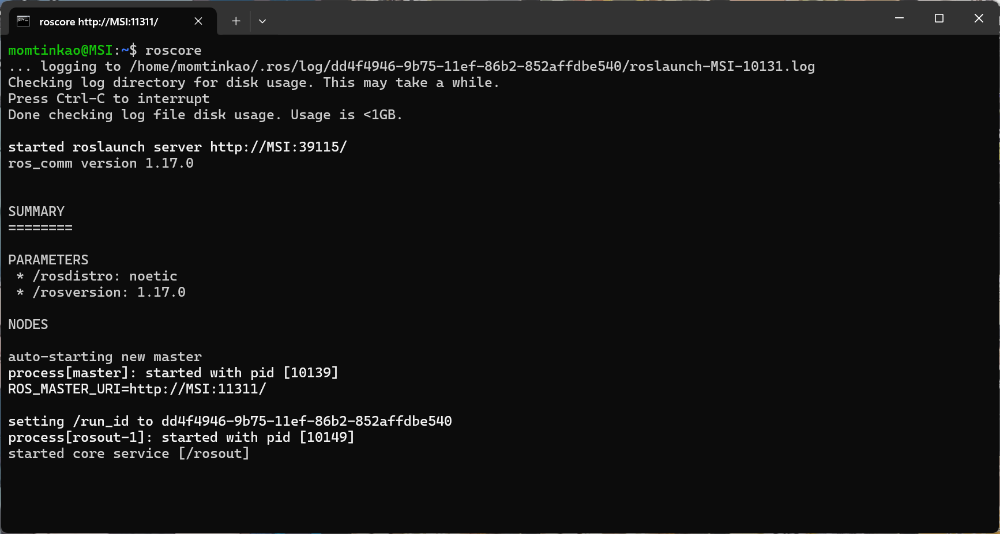 roscore http://MSI:11311/
momtinkao@MSI:~$ roscore
... logging to /home/momtinkao/.ros/log/dd4f4946-9b75-11ef-86b2-852affdbe540/roslaunch-MSI-10131.log
Checking log directory for disk usage. This may take a while.
Press Ctrl-C to interrupt
Done checking log file disk usage. Usage is <1GB.
started roslaunch server http://MSI:39115/
ros_comm version 1.17.0
SUMMARY
========
PARAMETERS
 * /rosdistro: noetic
 * /rosversion: 1.17.0
NODES
auto-starting new master
process[master]: started with pid [10139]
ROS_MASTER_URI=http://MSI:11311/
setting /run_id to dd4f4946-9b75-11ef-86b2-852affdbe540
process[rosout-1]: started with pid [10149]
started core service [/rosout]